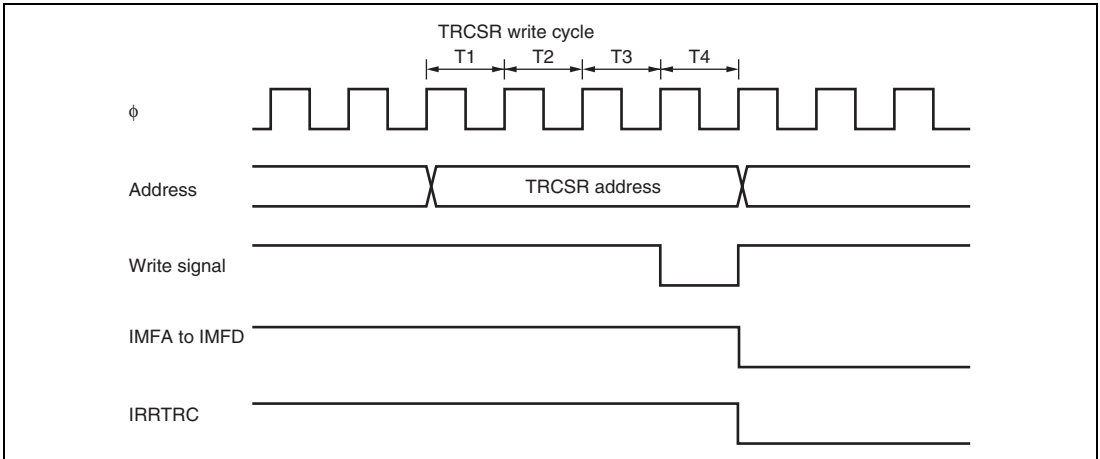 TRCSR write cycle
T1 T2 T3 T4
ϕ
Address
TRCSR address
Write signal
IMFA to IMFD
IRRTRC